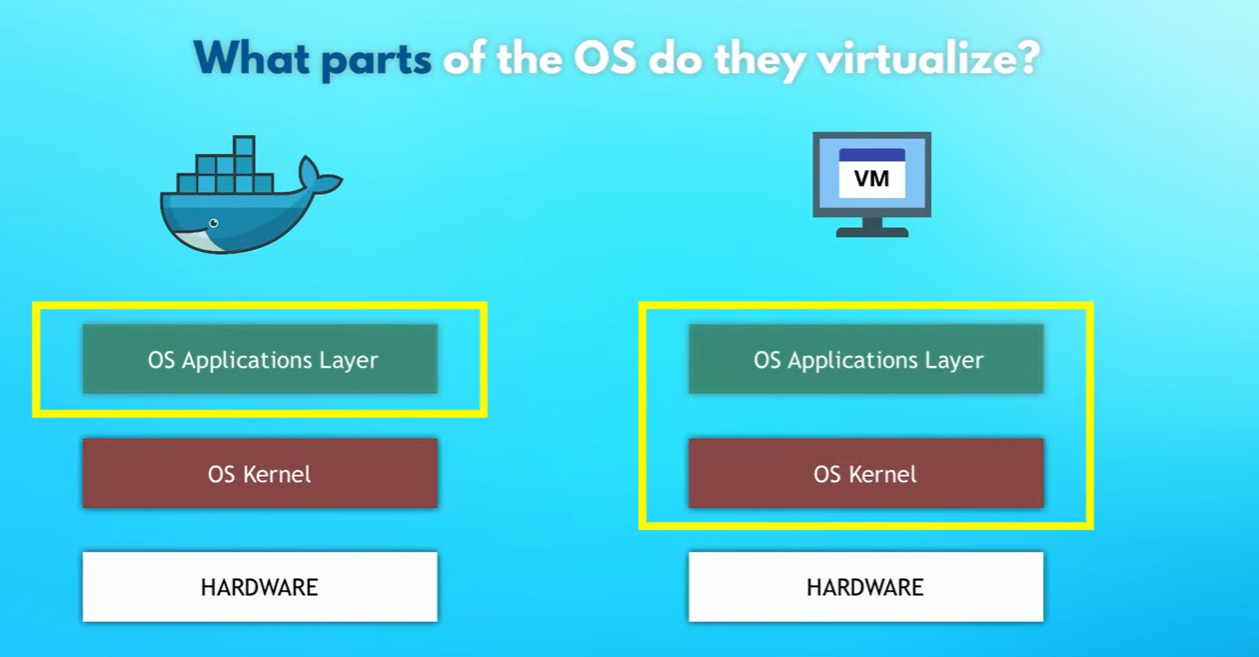 What parts of the OS do they virtualize?
VM
OS Applications Layer
OS Applications Layer
OS Kernel
OS Kernel
HARDWARE
HARDWARE